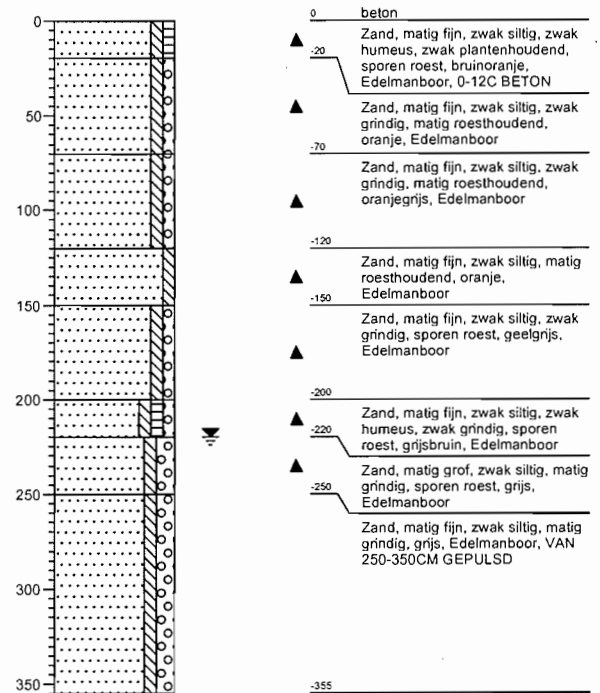 0
50
100
150
200
250
300
350
0
beton
Zand, matig fijn, zwak siltig, zwak
humeus, zwak plantenhoudend,
sporen roest, bruinoranje,
Edelmanboor, 0-12C BETON
-20
Zand, matig fijn, zwak siltig, zwak
grindig, matig roesthoudend,
oranje, Edelmanboor
-70
Zand, matig fijn, zwak siltig, zwak
grindig, matig roesthoudend,
oranjegrijs, Edelmanboor
-120
Zand, matig fijn, zwak siltig, matig
roesthoudend, oranje,
Edelmanboor
-150
Zand, matig fijn, zwak siltig, zwak
grindig, sporen roest, geelgrijs,
Edelmanboor
-200
Zand, matig fijn, zwak siltig, zwak
humeus, zwak grindig, sporen
roest, grijsbruin, Edelmanboor
-220
Zand, matig grof, zwak siltig, matig
grindig, sporen roest, grijs,
Edelmanboor
-250
Zand, matig fijn, zwak siltig, matig
grindig, grijs, Edelmanboor, VAN
250-350CM GEPULSD
-355